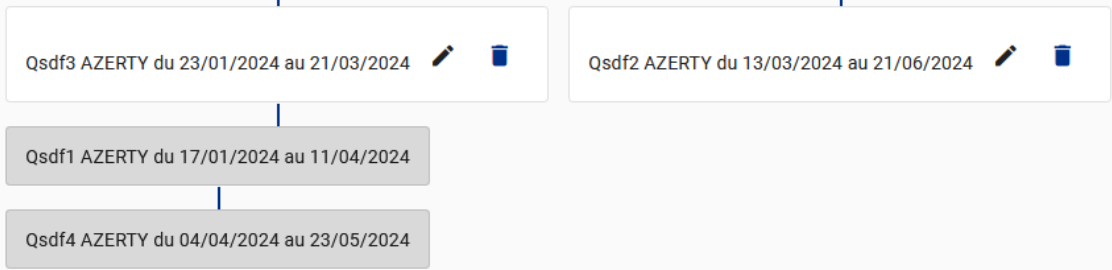 Qsdf3 AZERTY du 23/01/2024 au 21/03/2024
Qsdf2 AZERTY du 13/03/2024 au 21/06/2024
Qsdf1 AZERTY du 17/01/2024 au 11/04/2024
Qsdf4 AZERTY du 04/04/2024 au 23/05/2024